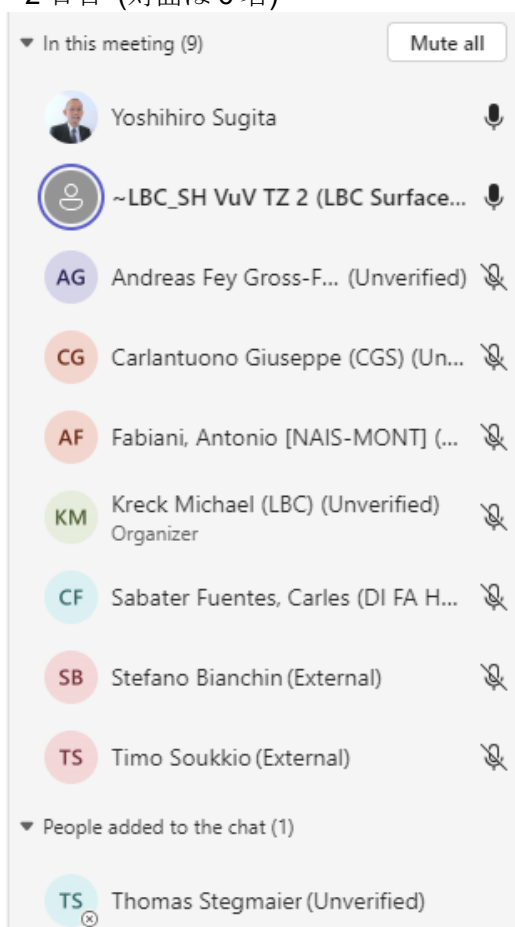 In this meeting (9)
Mute all
Yoshihiro Sugita
~LBC_SH VuV TZ 2 (LBC Surface...
AG Andreas Fey Gross-F... (Unverified)
CG Carlantuono Giuseppe (CGS) (Un...
AF Fabiani, Antonio [NAIS-MONT] (...
KM Kreck Michael (LBC) (Unverified)
Organizer
CF Sabater Fuentes, Carles (DI FA H...
SB Stefano Bianchin (External)
TS Timo Soukkio (External)
People added to the chat (1)
TS Thomas Stegmaier (Unverified)